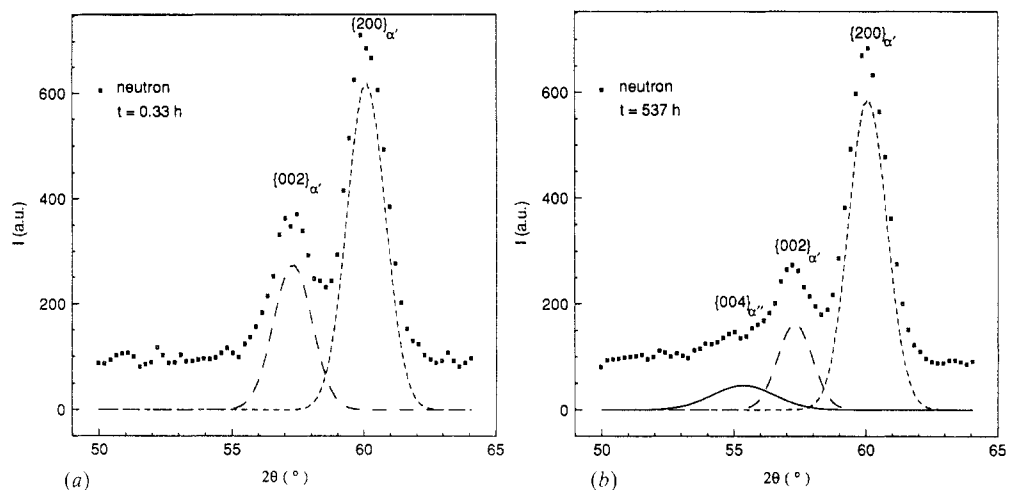 {200}α'
600
▪ neutron
t = 0.33 h
{002}α'
400
I (a.u.)
200
0
50 55 60 65
(a) 2θ (°)
{200}α'
600
▪ neutron
t = 537 h
400
I (a.u.)
{002}α'
{004}α''
200
0
50 55 60 65
(b) 2θ (°)